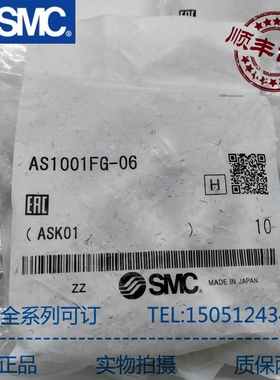 SMC
顺丰
AS1001FG-06
H
EAC
(ASK01 ) 10
ZZ
SMC MADE IN JAPAN
全系列可订 TEL:15051243
正品 实物拍摄 质保